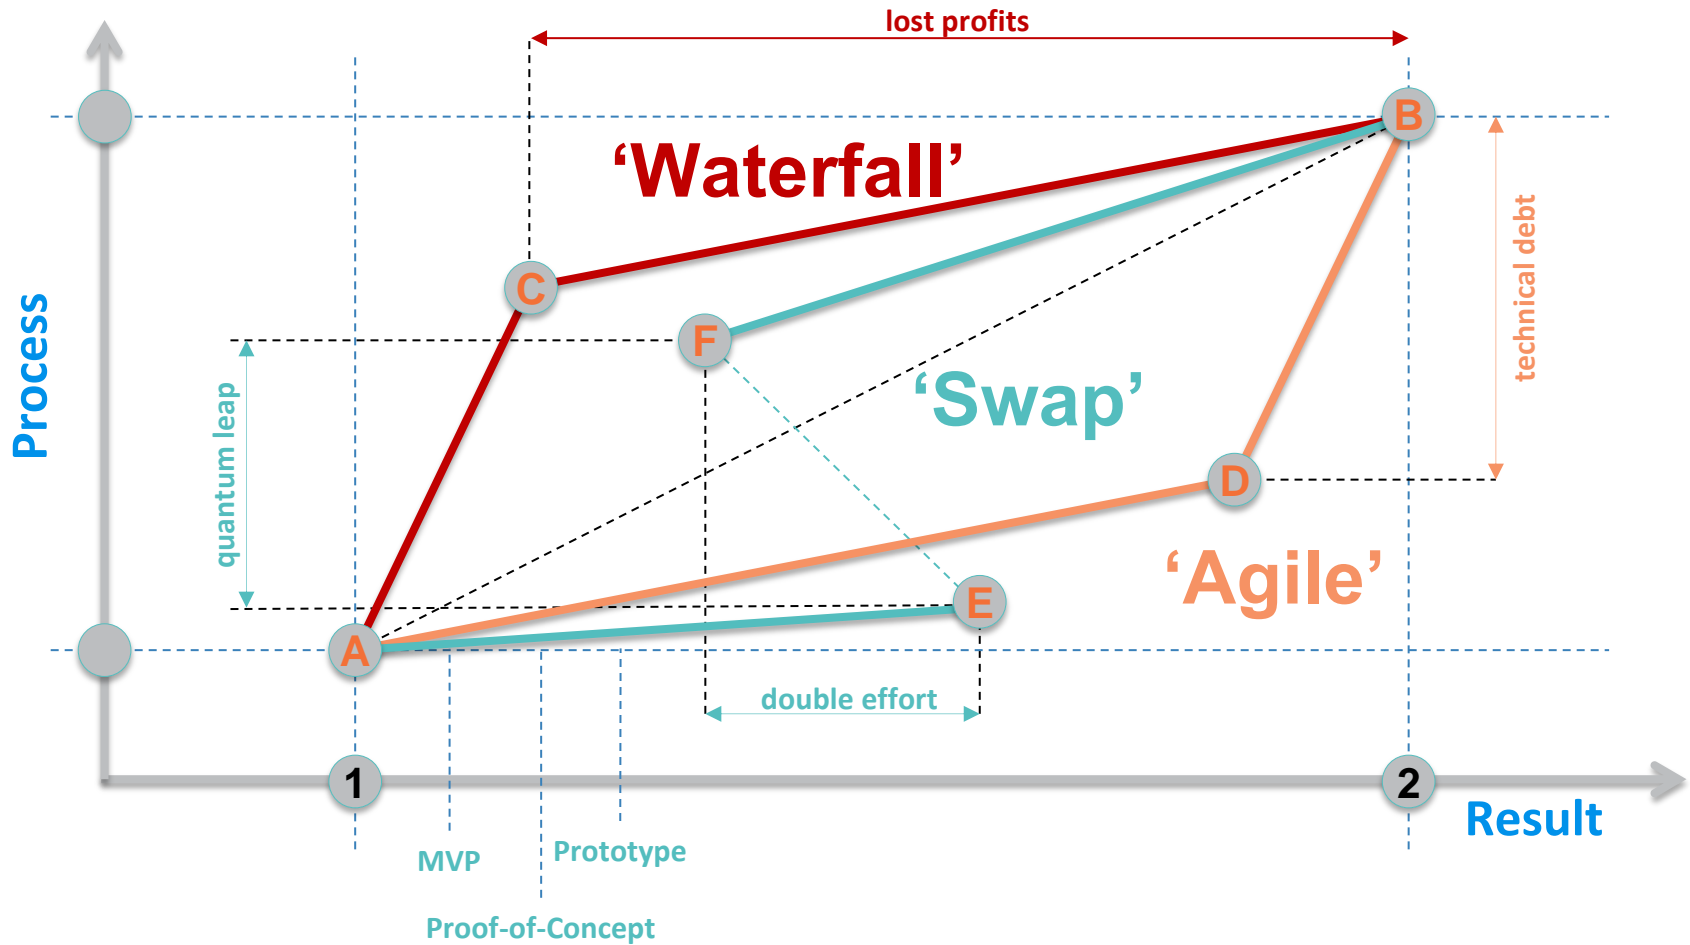 lost profits
B
‘Waterfall’
technical debt
C
Process
F
‘Swap’
quantum leap
D
‘Agile’
E
A
double effort
1
2
Result
MVP
Prototype
Proof-of-Concept